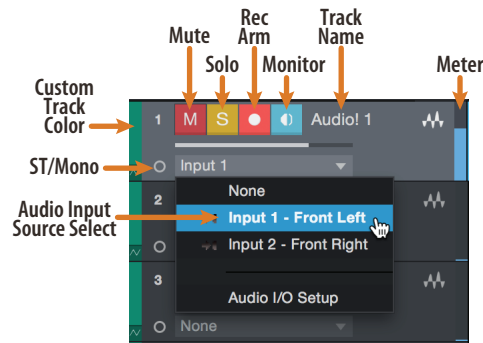 Mute
Rec
Arm
Track
Name
Solo
Monitor
Meter
Custom
Track
Color
1
M
S
Audio! 1
ST/Mono
Input 1
Audio Input
Source Select
2
None
Input 1 - Front Left
Input 2 - Front Right
3
Audio I/O Setup
None